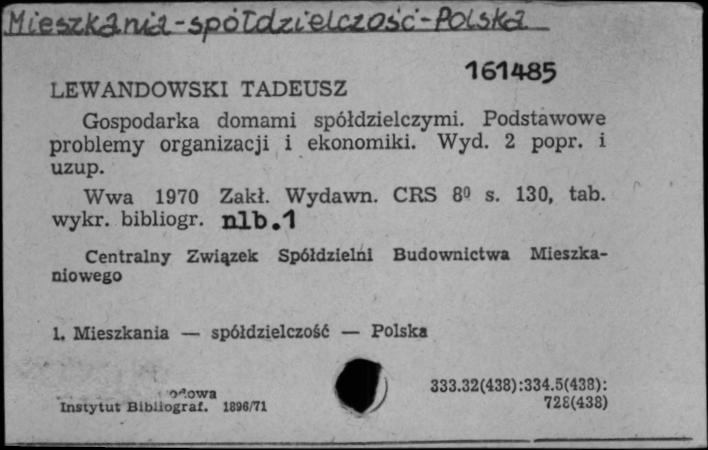 Mieszkania-spółdzielczość-Polska
161485
LEWANDOWSKI TADEUSZ
Gospodarka domami spółdzielczymi. Podstawowe
problemy organizacji i ekonomiki. Wyd. 2 popr. i
uzup.
Wwa 1970 Zakł. Wydawn. CRS 8⁰ s. 130, tab.
wykr. bibliogr. nlb.1
Centralny Związek Spółdzielni Budownictwa Mieszka-
niowego
1. Mieszkania — spółdzielczość — Polska
333.32(438):334.5(438):
728(438)
Instytut Bibliograf. 1896/71